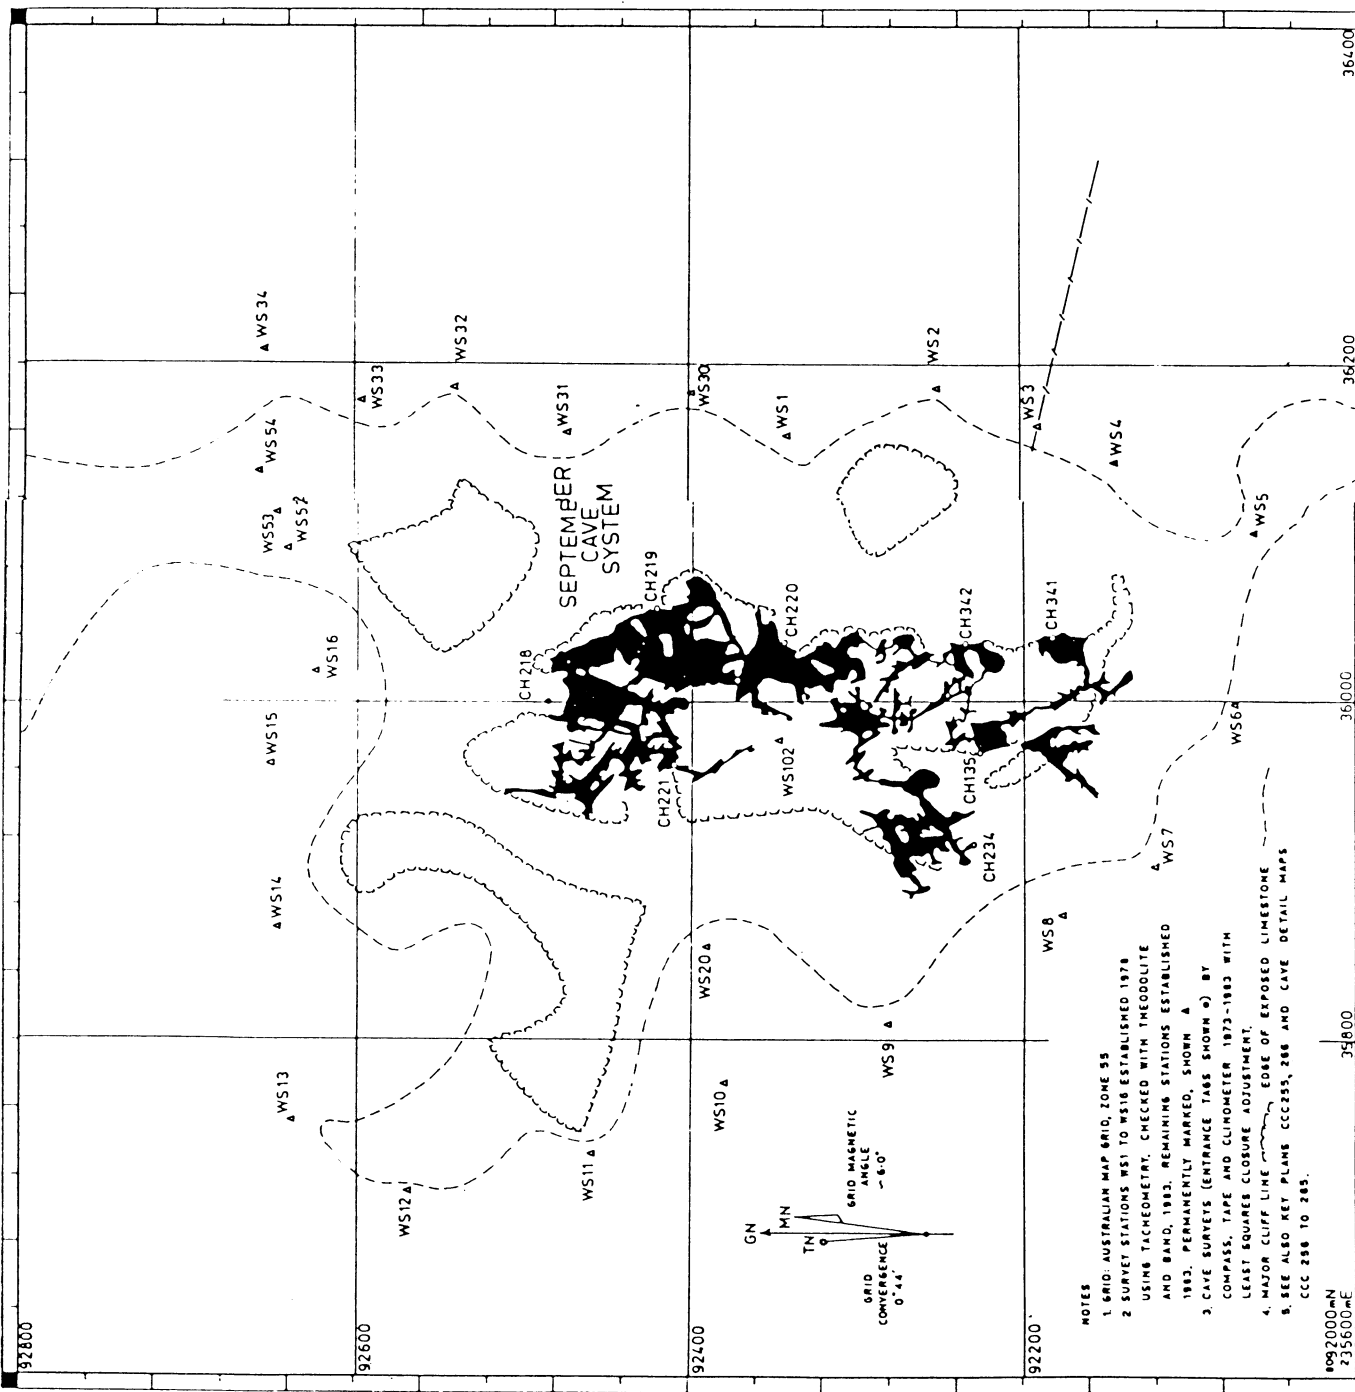 92800
92600
92400
92200
8092000mN
235600mE
35800
36000
36200
36400
SEPTEMBER
CAVE
SYSTEM
WS34
WS33
WS32
WS54
WS31
WS30
WS1
WS2
WS3
WS4
WS5
WS53
WS52
WS16
WS15
WS14
WS13
WS12
WS11
WS10
WS20
WS9
WS8
WS7
WS6
WS102
CH218
CH219
CH220
CH221
CH342
CH341
CH135
CH234
GN
MN
TN
GRID MAGNETIC
ANGLE
~6·0°
GRID
CONVERGENCE
0°44'
NOTES
1. GRID: AUSTRALIAN MAP GRID, ZONE 55
2 SURVEY STATIONS WS1 TO WS16 ESTABLISHED 1978
USING TACHEOMETRY, CHECKED WITH THEODOLITE
AND BAND, 1983. REMAINING STATIONS ESTABLISHED
1983. PERMANENTLY MARKED, SHOWN
3. CAVE SURVEYS (ENTRANCE TAGS SHOWN) BY
COMPASS, TAPE AND CLINOMETER 1973-1983 WITH
LEAST SQUARES CLOSURE ADJUSTMENT.
4. MAJOR CLIFF LINE EDGE OF EXPOSED LIMESTONE
5. SEE ALSO KEY PLANS CCC255, 266 AND CAVE DETAIL MAPS
CCC 256 TO 265.